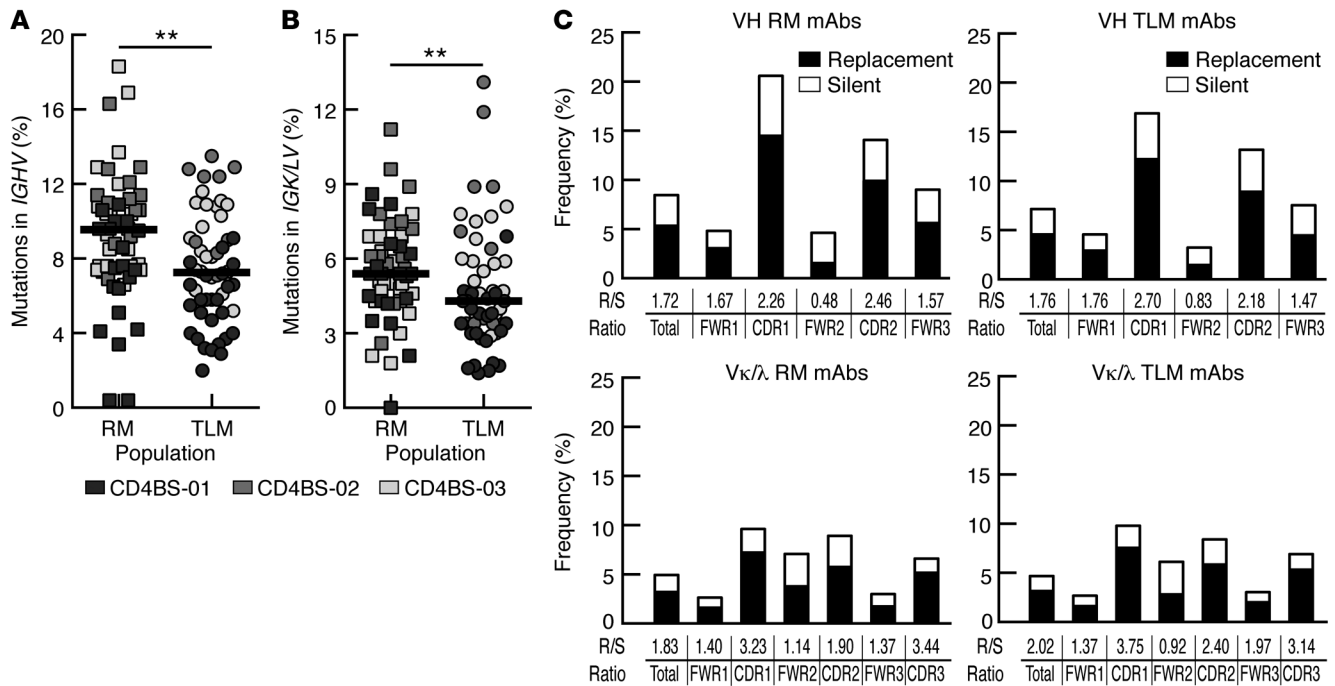 A
Mutations in IGHV (%)
20
16
12
8
4
0
**
RM TLM
Population
B
Mutations in IGK/LV (%)
15
12
9
6
3
0
**
RM TLM
Population
CD4BS-01 CD4BS-02 CD4BS-03
C
VH RM mAbs
Frequency (%)
25
20
15
10
5
0
Replacement
Silent
R/S 1.72 1.67 2.26 0.48 2.46 1.57
Ratio Total FWR1 CDR1 FWR2 CDR2 FWR3
VH TLM mAbs
25
20
15
10
5
0
Replacement
Silent
R/S 1.76 1.76 2.70 0.83 2.18 1.47
Ratio Total FWR1 CDR1 FWR2 CDR2 FWR3
Vκ/λ RM mAbs
Frequency (%)
25
20
15
10
5
0
R/S 1.83 1.40 3.23 1.14 1.90 1.37 3.44
Ratio Total FWR1 CDR1 FWR2 CDR2 FWR3 CDR3
Vκ/λ TLM mAbs
25
20
15
10
5
0
R/S 2.02 1.37 3.75 0.92 2.40 1.97 3.14
Ratio Total FWR1 CDR1 FWR2 CDR2 FWR3 CDR3